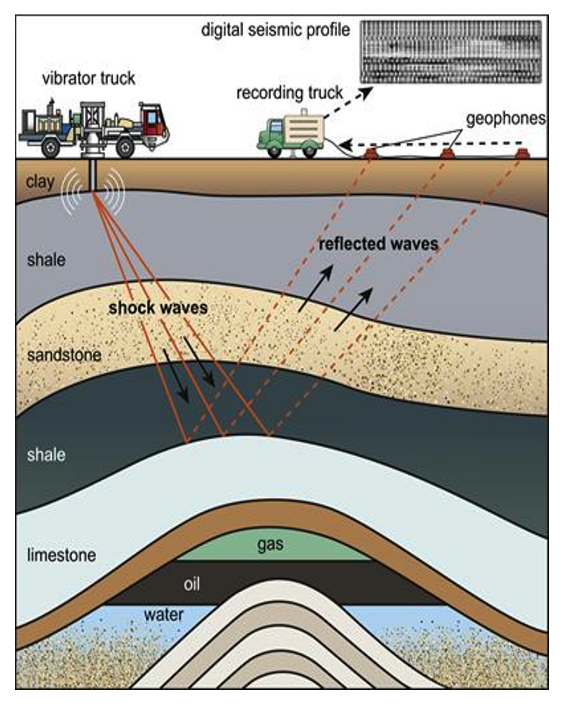 digital seismic profile
vibrator truck
recording truck
geophones
clay
reflected waves
shale
shock waves
sandstone
shale
limestone
gas
oil
water